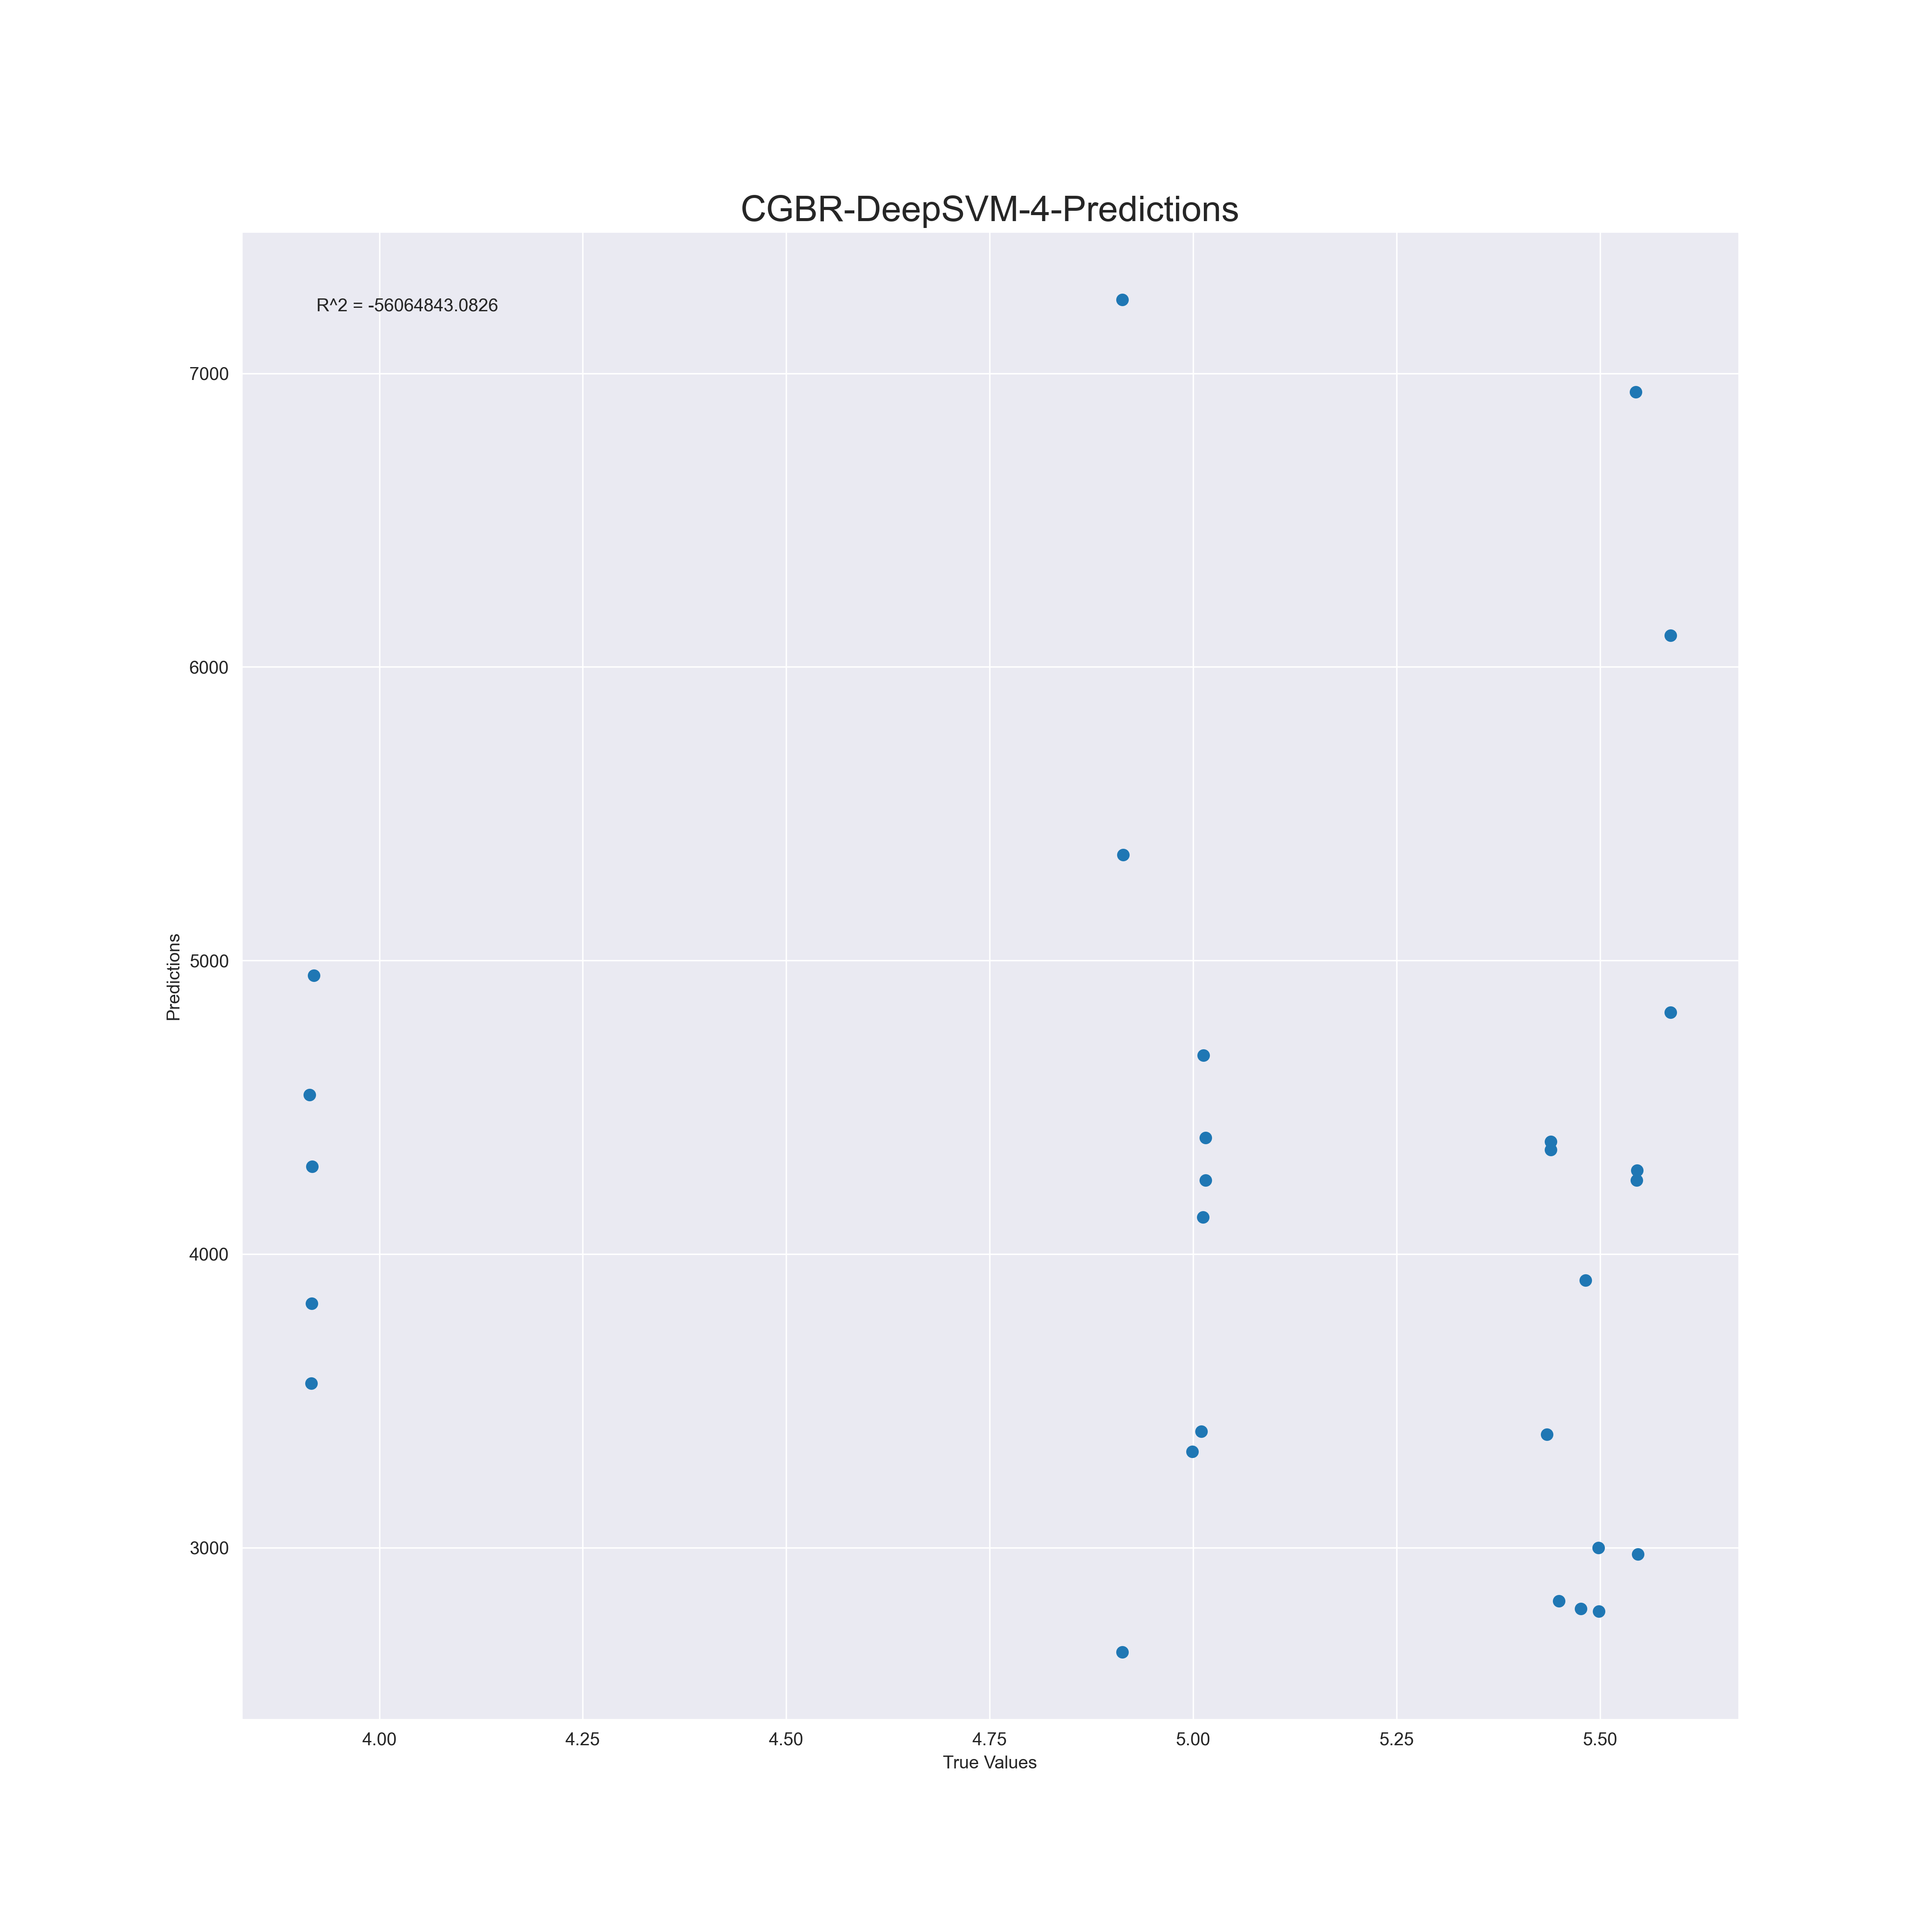 CGBR-DeepSVM-4-Predictions
R^2 = -56064843.0826
7000
6000
5000
4000
3000
Predictions
4.00 4.25 4.50 4.75 5.00 5.25 5.50
True Values